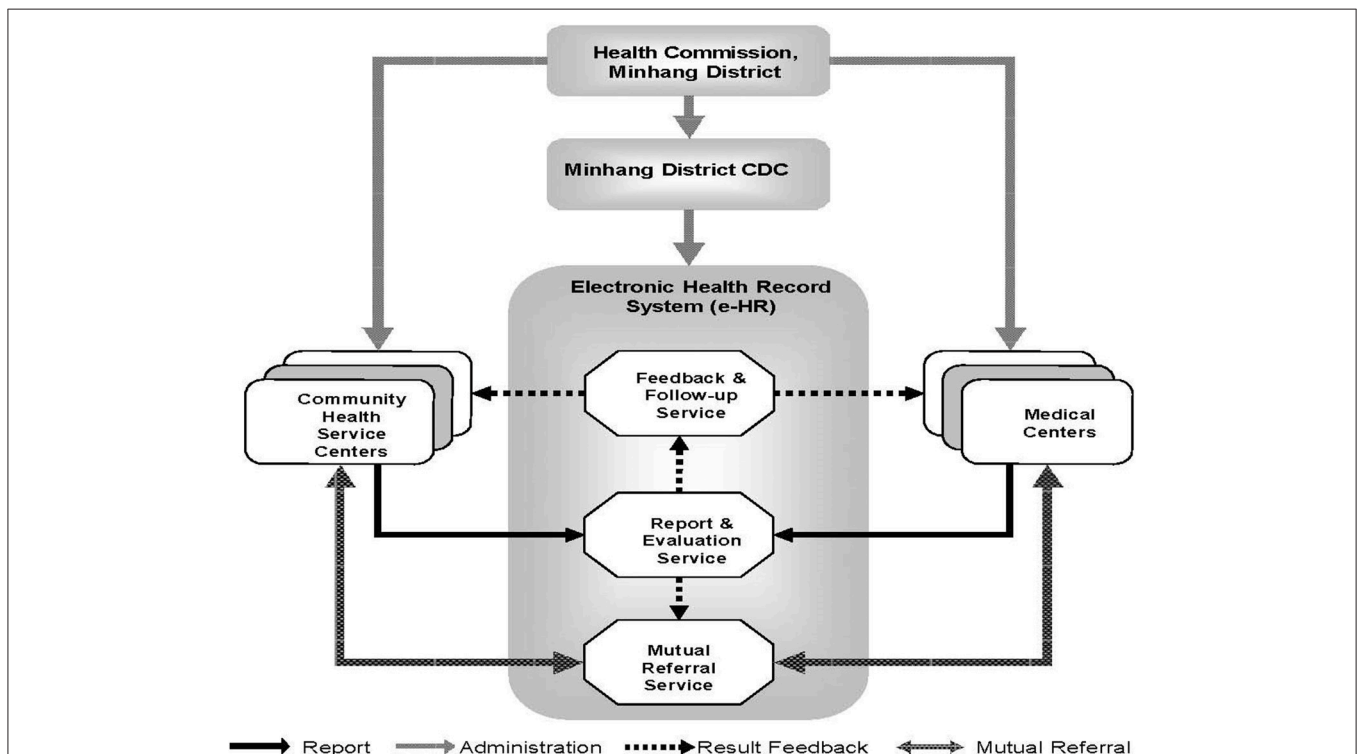 Health Commission,
Minhang District
Minhang District CDC
Electronic Health Record
System (e-HR)
Feedback &
Follow-up
Service
Community
Health
Service
Centers
Medical
Centers
Report &
Evaluation
Service
Mutual
Referral
Service
Report
Administration
Result Feedback
Mutual Referral